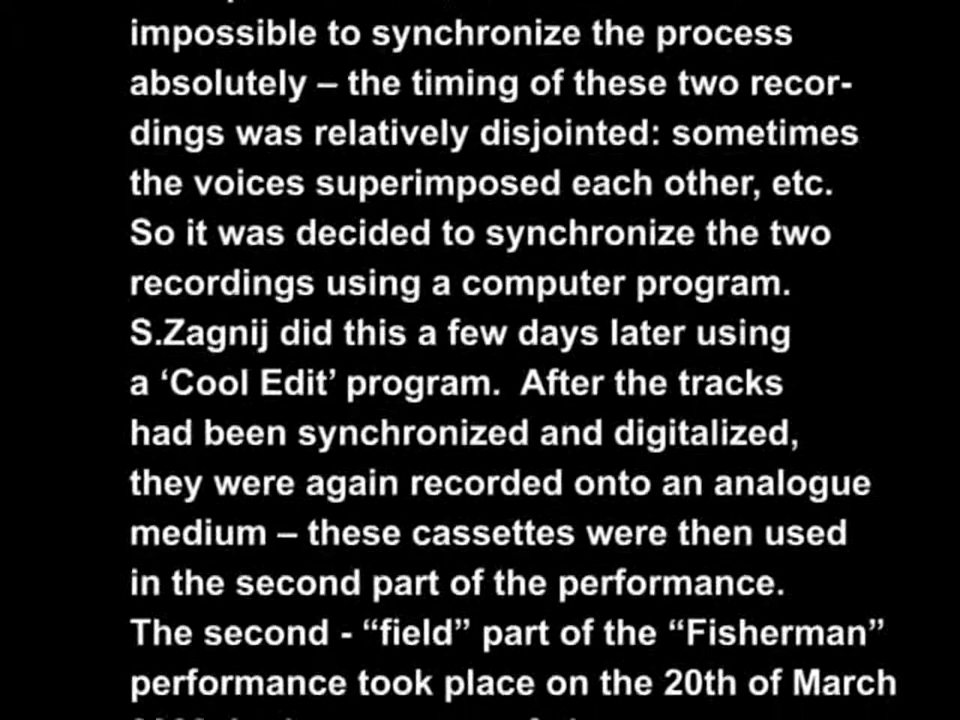 impossible to synchronize the process
absolutely – the timing of these two recor-
dings was relatively disjointed: sometimes
the voices superimposed each other, etc.
So it was decided to synchronize the two
recordings using a computer program.
S.Zagnij did this a few days later using
a ‘Cool Edit’ program.  After the tracks
had been synchronized and digitalized,
they were again recorded onto an analogue
medium – these cassettes were then used
in the second part of the performance.
The second - “field” part of the “Fisherman”
performance took place on the 20th of March